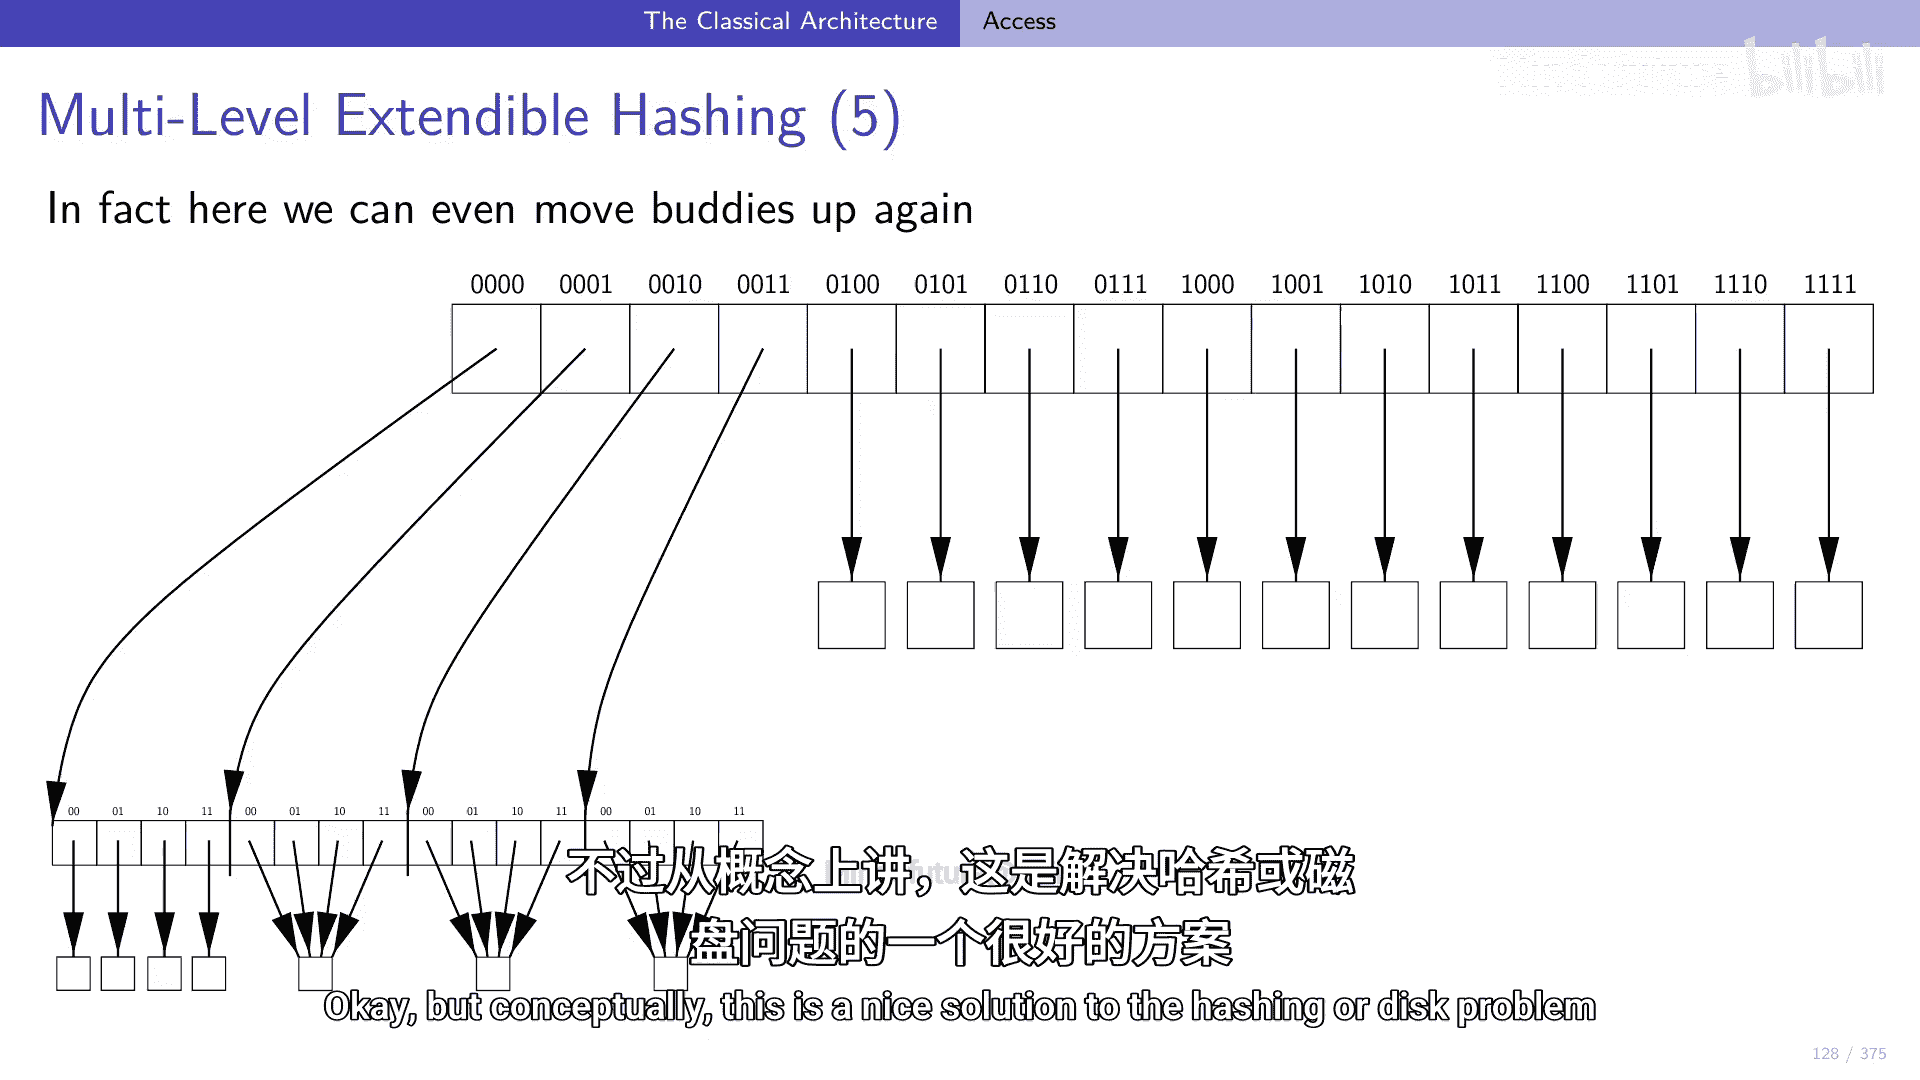 The Classical Architecture Access
bilibili
Multi-Level Extendible Hashing (5)
In fact here we can even move buddies up again
0000 0001 0010 0011 0100 0101 0110 0111 1000 1001 1010 1011 1100 1101 1110 1111
00 01 10 11 00 01 10 11 00 01 10 11 00 01 10 11
不过从概念上讲，这是解决哈希或磁
盘问题的一个很好的方案
Okay, but conceptually, this is a nice solution to the hashing or disk problem
128 / 375